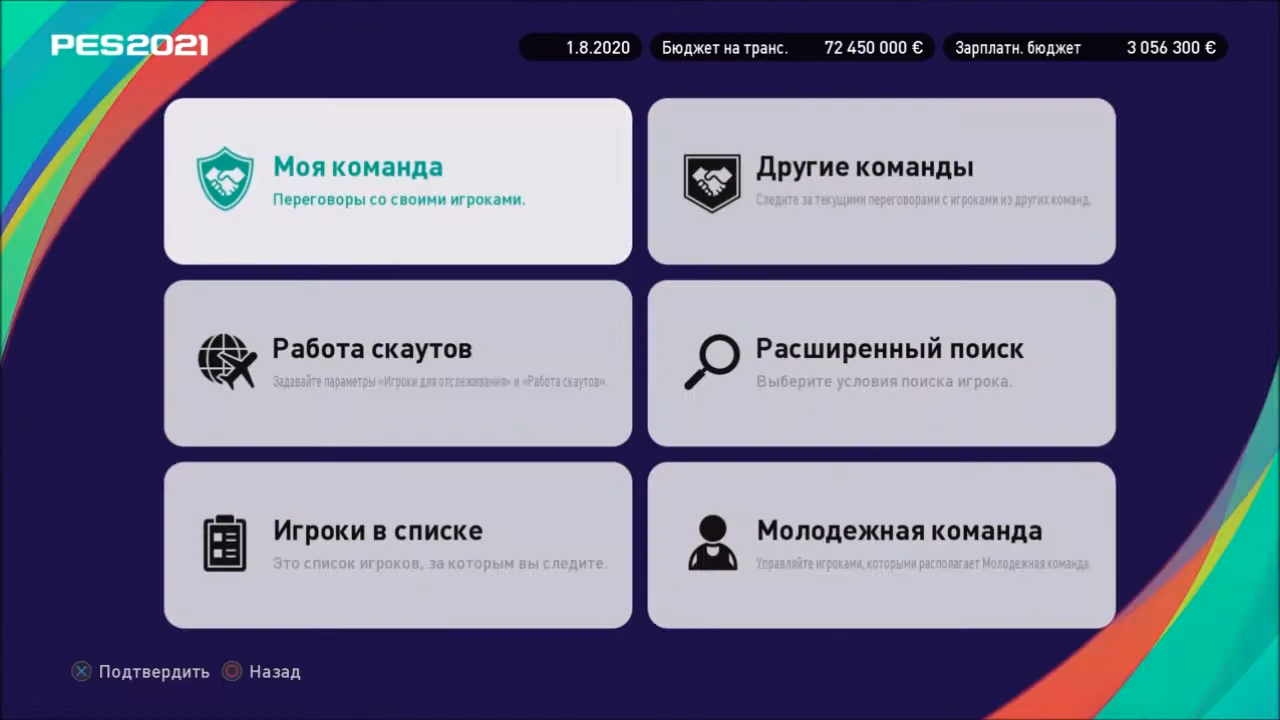 PES2021
1.8.2020
Бюджет на транс. 72 450 000 €
Зарплатн. бюджет 3 056 300 €
Моя команда
Переговоры со своими игроками.
Другие команды
Следите за текущими переговорами с игроками из других команд.
Работа скаутов
Задавайте параметры «Игроки для отслеживания» и «Работа скаутов».
Расширенный поиск
Выберите условия поиска игрока.
Игроки в списке
Это список игроков, за которым вы следите.
Молодежная команда
Управляйте игроками, которыми располагает Молодежная команда.
Подтвердить Назад